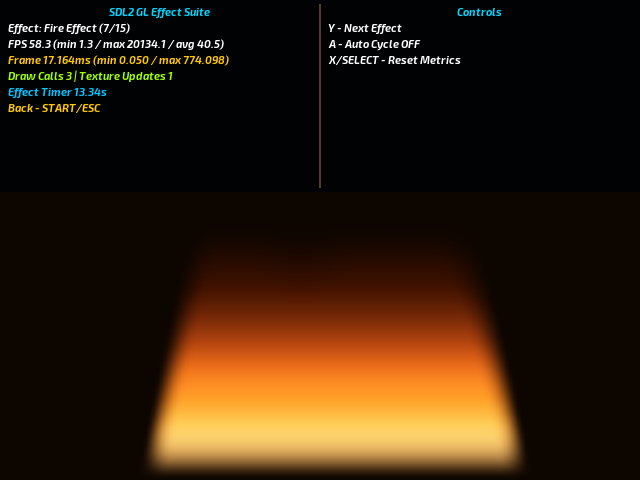 SDL2 GL Effect Suite
Effect: Fire Effect (7/15)
FPS 58.3 (min 1.3 / max 20134.1 / avg 40.5)
Frame 17.164ms (min 0.050 / max 774.098)
Draw Calls 3 | Texture Updates 1
Effect Timer 13.34s
Back - START/ESC
Controls
Y - Next Effect
A - Auto Cycle OFF
X/SELECT - Reset Metrics